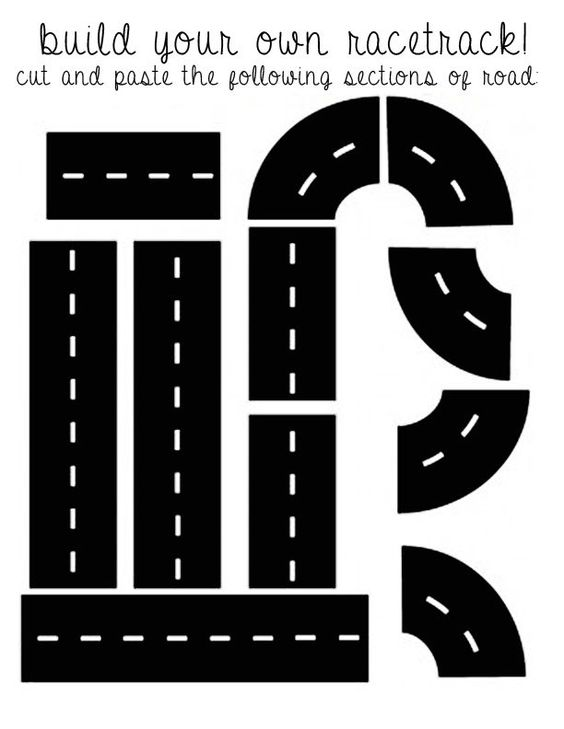 build your own racetrack!
cut and paste the following sections of road: